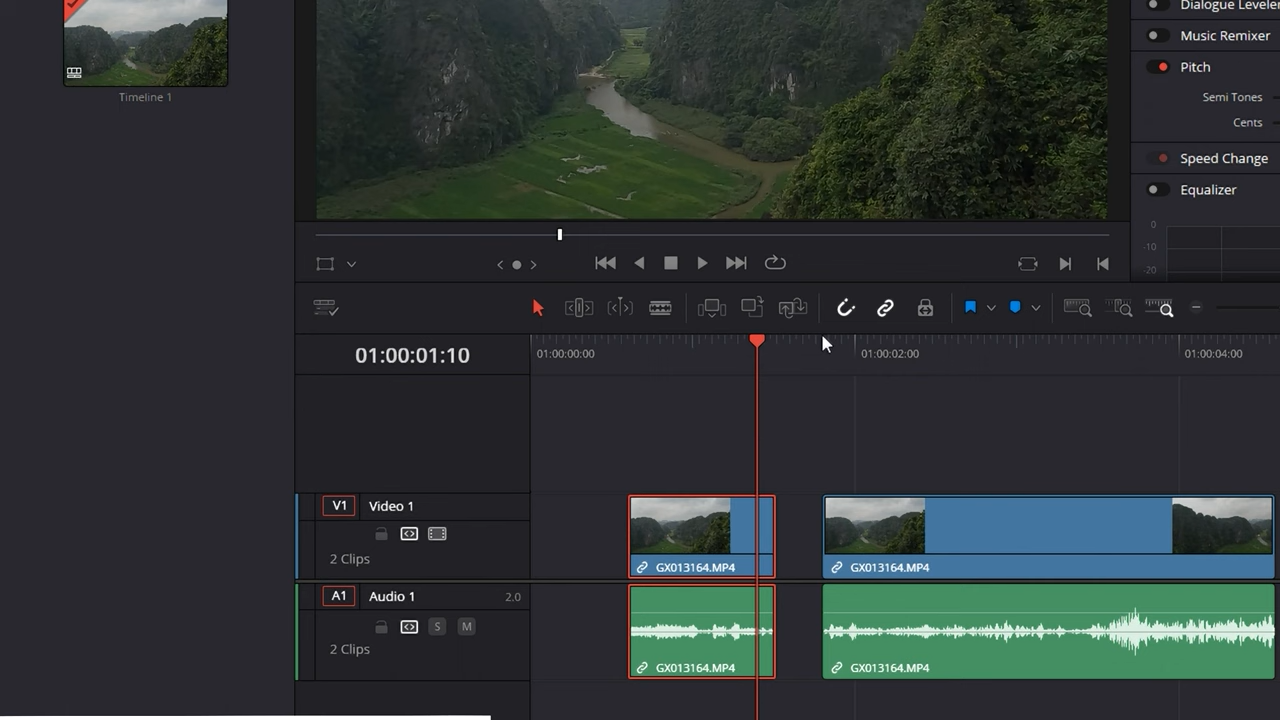 Dialogue Levele
Music Remixer
Pitch
Timeline 1
Semi Tones
Cents
Speed Change
Equalizer
0
-10
-20
01:00:01:10
01:00:00:00
01:00:02:00
01:00:04:00
V1
Video 1
2 Clips
GX013164.MP4
GX013164.MP4
A1
Audio 1
2.0
S
M
2 Clips
GX013164.MP4
GX013164.MP4